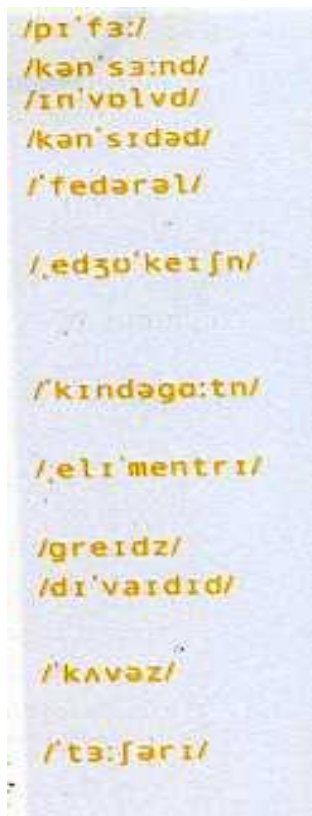 /pɪˈfɜː/
/kənˈsɜːnd/
/ɪnˈvɒlvd/
/kənˈsɪdəd/
/ˈfedərəl/
/ˌedʒʊˈkeɪʃn/
/ˈkɪndəgɑːtn/
/ˌelɪˈmentrɪ/
/greɪdz/
/dɪˈvaɪdɪd/
/ˈkʌvəz/
/ˈtɜːʃərɪ/